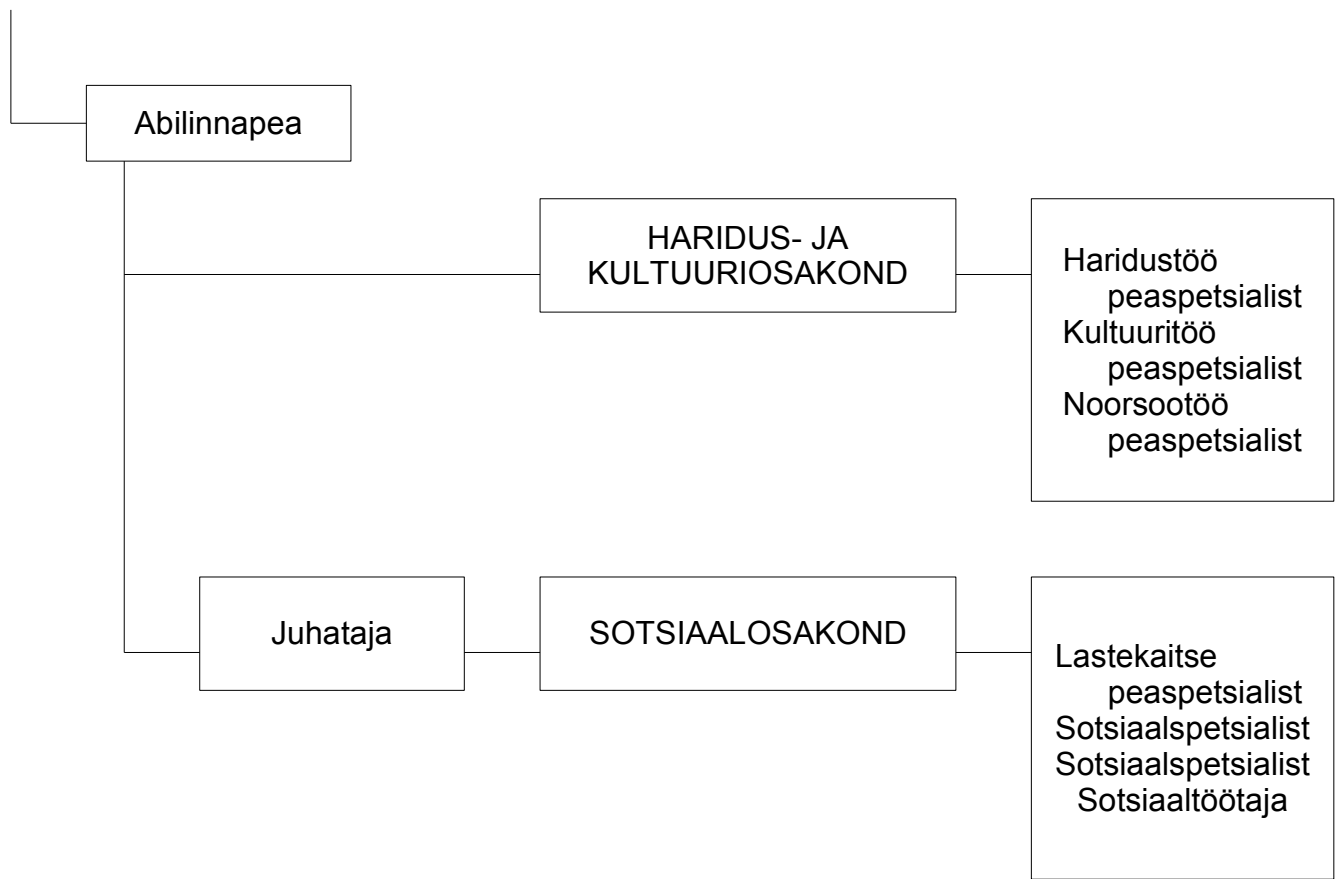 Abilinnapea
HARIDUS- JA
KULTUURIOSAKOND
Haridustöö
peaspetsialist
Kultuuritöö
peaspetsialist
Noorsootöö
peaspetsialist
Juhataja
SOTSIAALOSAKOND
Lastekaitse
peaspetsialist
Sotsiaalspetsialist
Sotsiaalspetsialist
Sotsiaaltöötaja